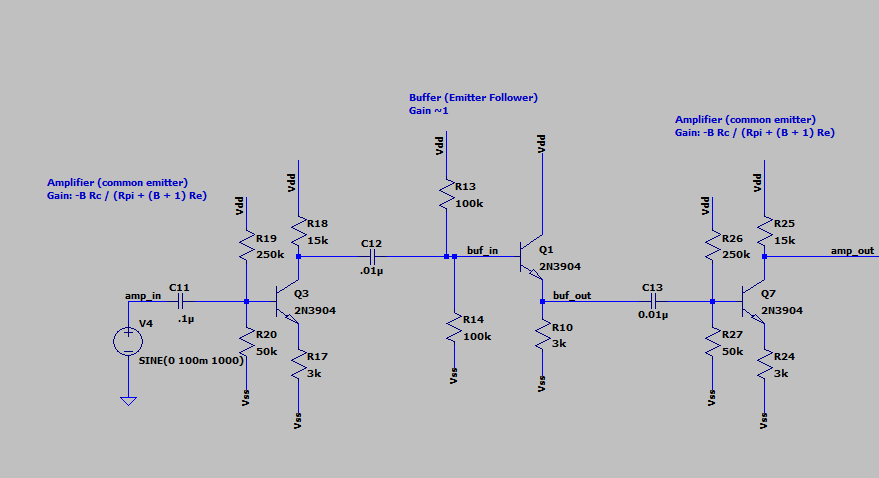 Buffer (Emitter Follower)
Gain ~1
Amplifier (common emitter)
Gain: -B Rc / (Rpi + (B + 1) Re)
Amplifier (common emitter)
Gain: -B Rc / (Rpi + (B + 1) Re)
Vdd
Vdd
Vdd
Vdd
Vdd
Vdd
R13
100k
R18
15k
R19
250k
R25
15k
R26
250k
C12
.01µ
buf_in
Q1
2N3904
amp_out
amp_in
C11
.1µ
Q3
2N3904
buf_out
C13
0.01µ
Q7
2N3904
V4
SINE(0 100m 1000)
R20
50k
R17
3k
R14
100k
R10
3k
R27
50k
R24
3k
Vss
Vss
Vss
Vss
Vss
Vss